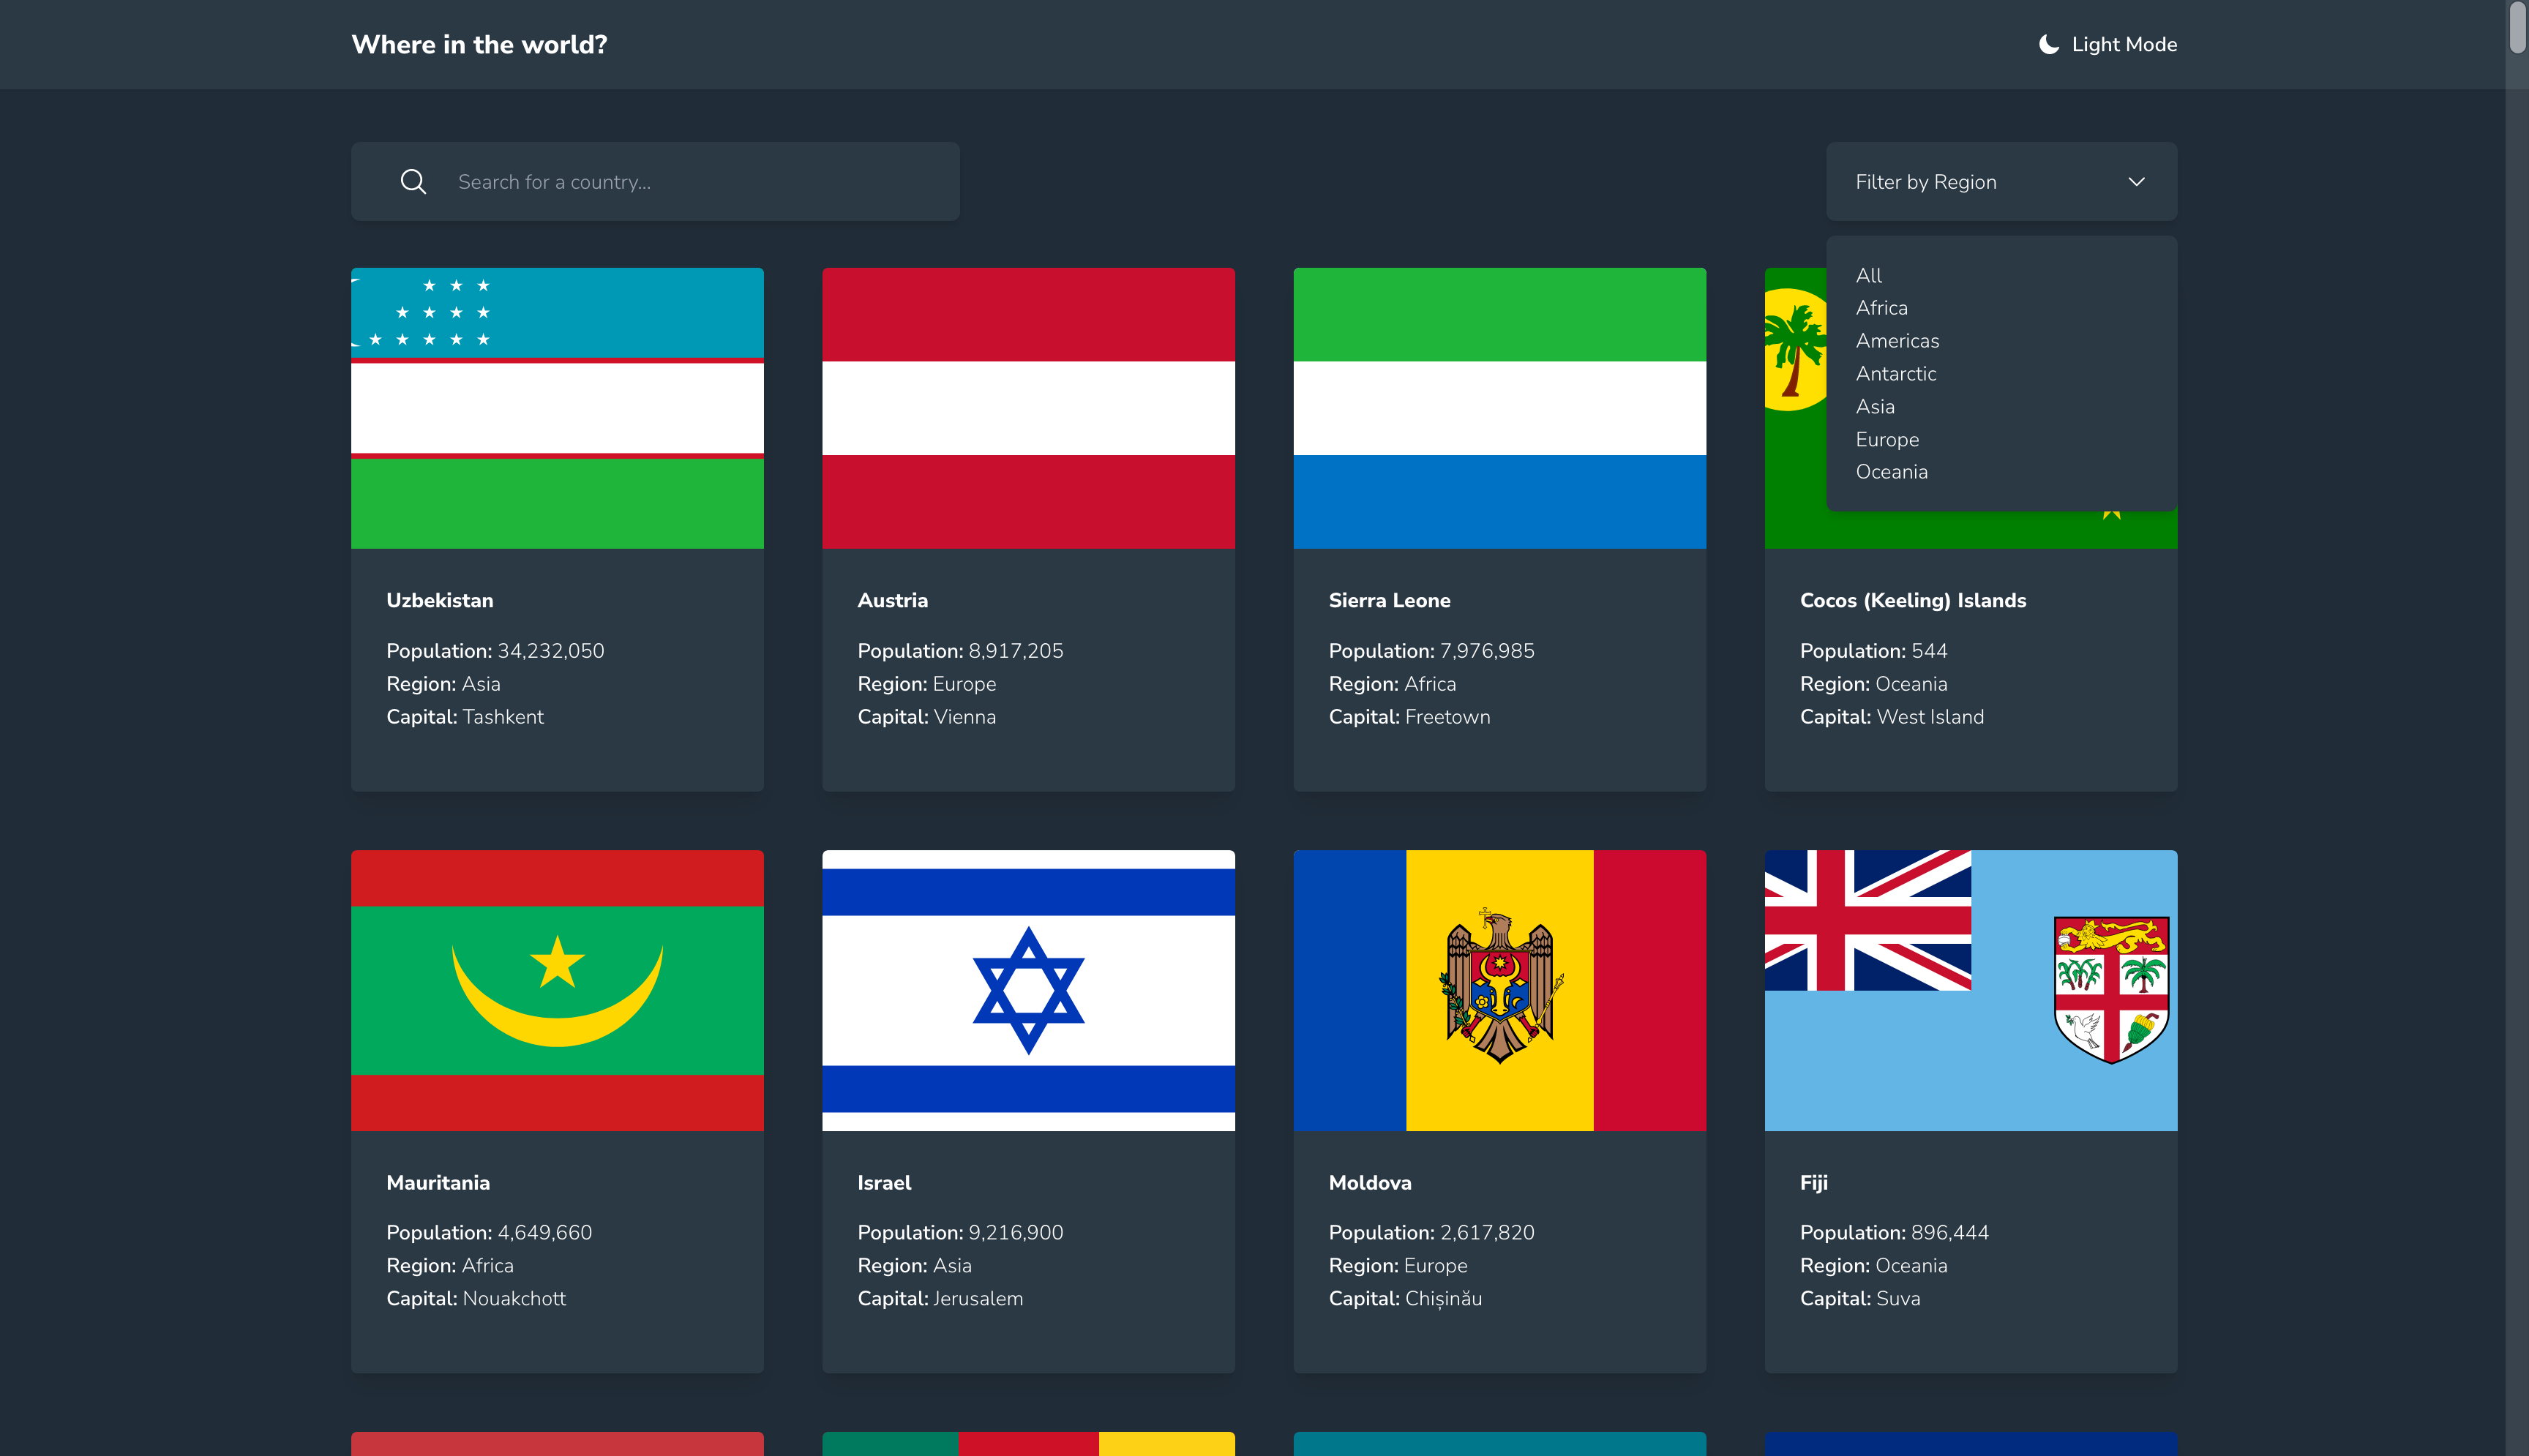 Where in the world?
Light Mode
Search for a country...
Filter by Region
All
Africa
Americas
Antarctic
Asia
Europe
Oceania
Uzbekistan
Population: 34,232,050
Region: Asia
Capital: Tashkent
Austria
Population: 8,917,205
Region: Europe
Capital: Vienna
Sierra Leone
Population: 7,976,985
Region: Africa
Capital: Freetown
Cocos (Keeling) Islands
Population: 544
Region: Oceania
Capital: West Island
Mauritania
Population: 4,649,660
Region: Africa
Capital: Nouakchott
Israel
Population: 9,216,900
Region: Asia
Capital: Jerusalem
Moldova
Population: 2,617,820
Region: Europe
Capital: Chișinău
Fiji
Population: 896,444
Region: Oceania
Capital: Suva